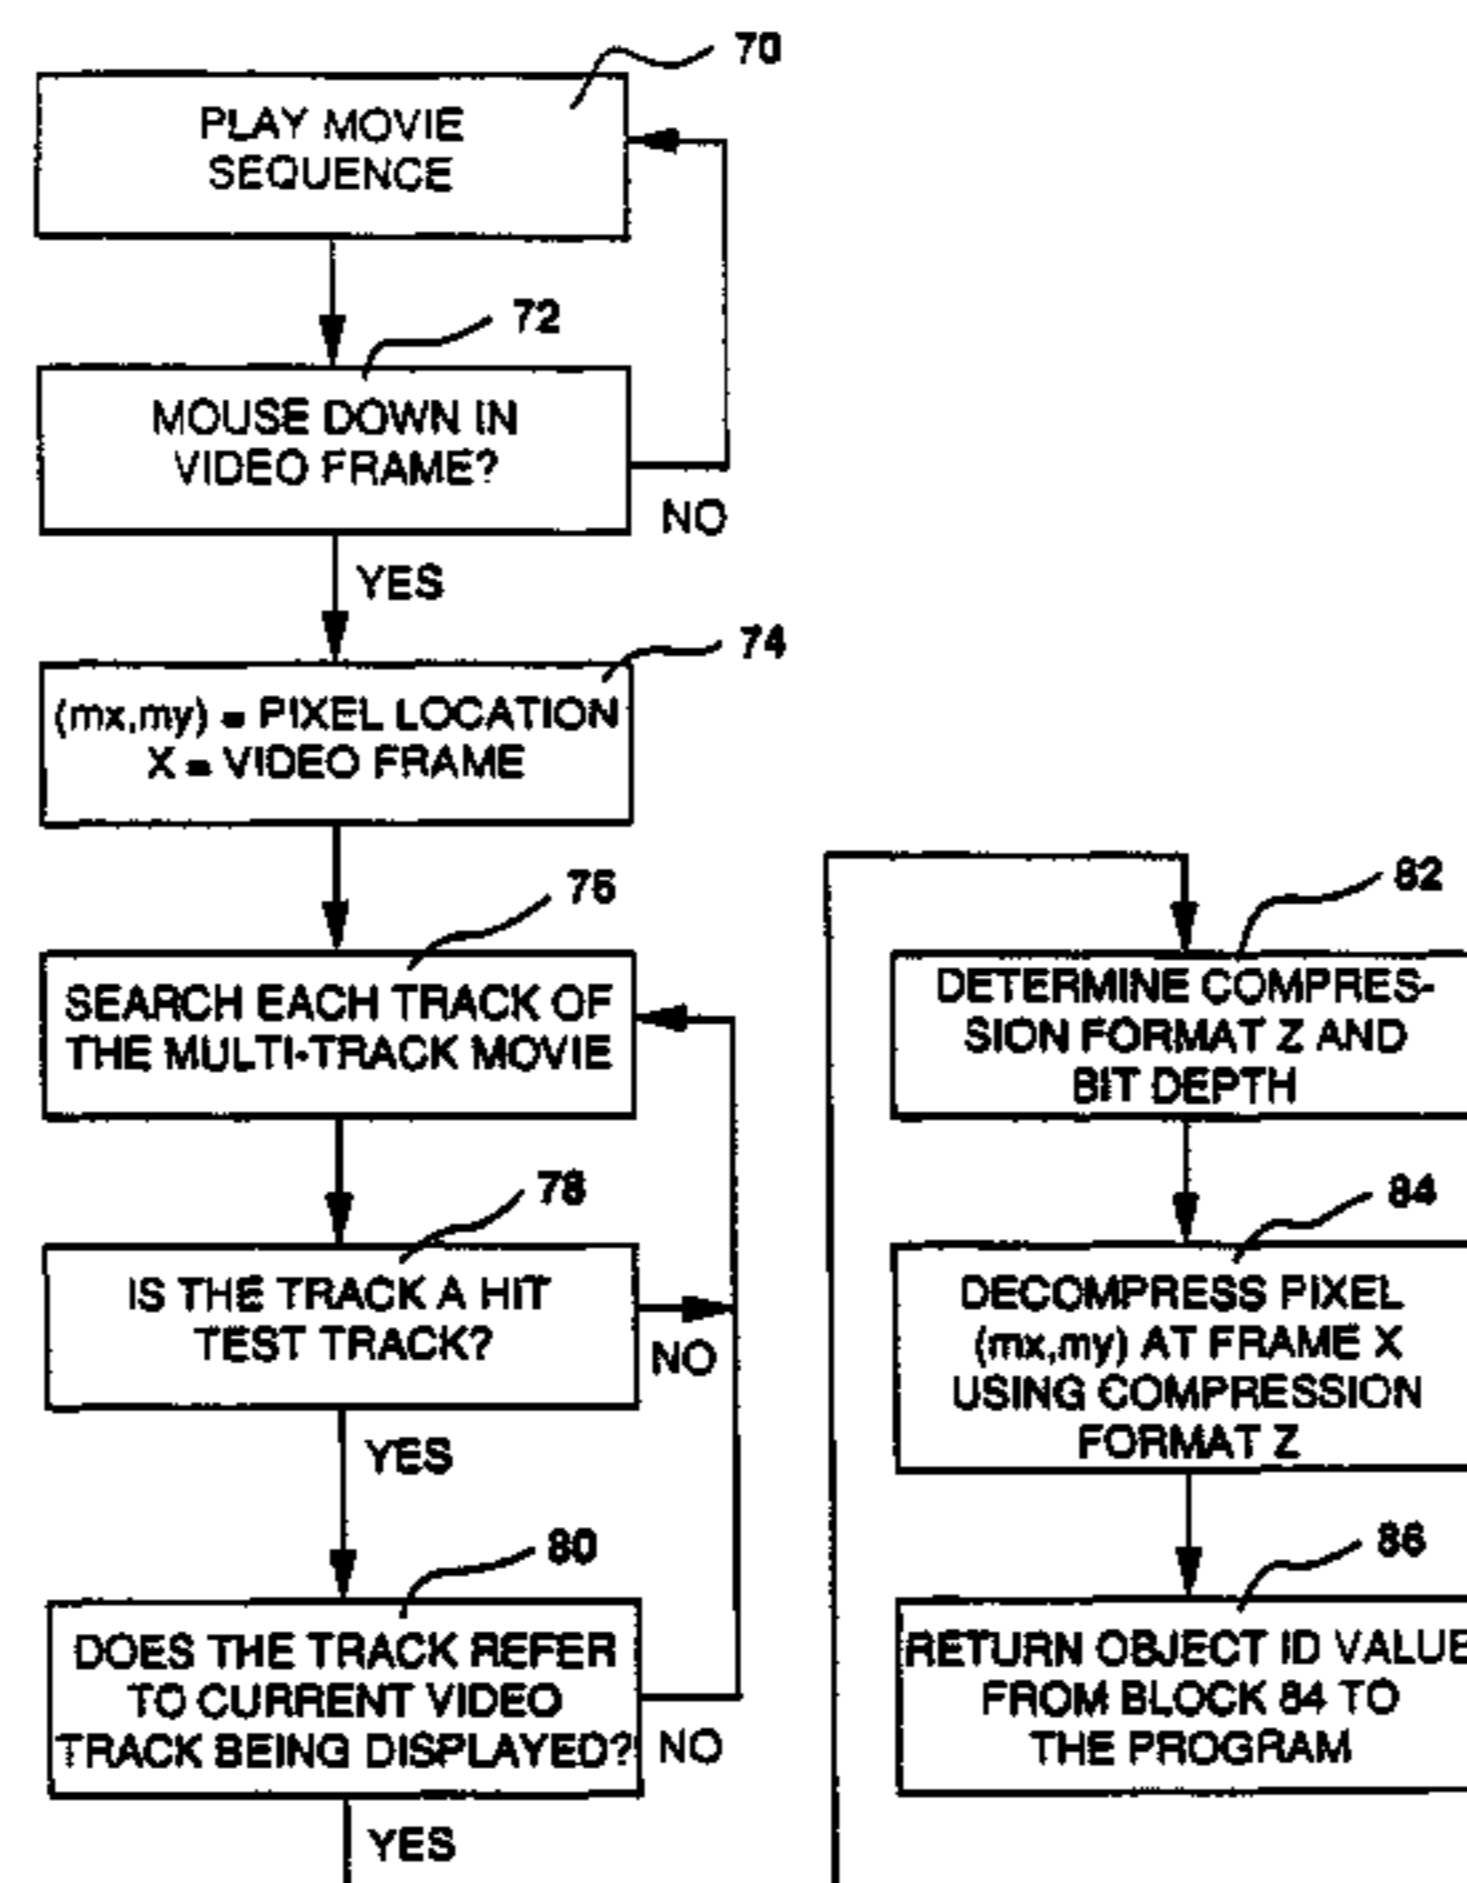 70
PLAY MOVIE
SEQUENCE
72
MOUSE DOWN IN
VIDEO FRAME?
NO
YES
74
(mx,my) = PIXEL LOCATION
X = VIDEO FRAME
76
SEARCH EACH TRACK OF
THE MULTI-TRACK MOVIE
78
IS THE TRACK A HIT
TEST TRACK?
NO
YES
80
DOES THE TRACK REFER
TO CURRENT VIDEO
TRACK BEING DISPLAYED?
NO
YES
82
DETERMINE COMPRES-
SION FORMAT Z AND
BIT DEPTH
84
DECOMPRESS PIXEL
(mx,my) AT FRAME X
USING COMPRESSION
FORMAT Z
86
RETURN OBJECT ID VALUE
FROM BLOCK 84 TO
THE PROGRAM